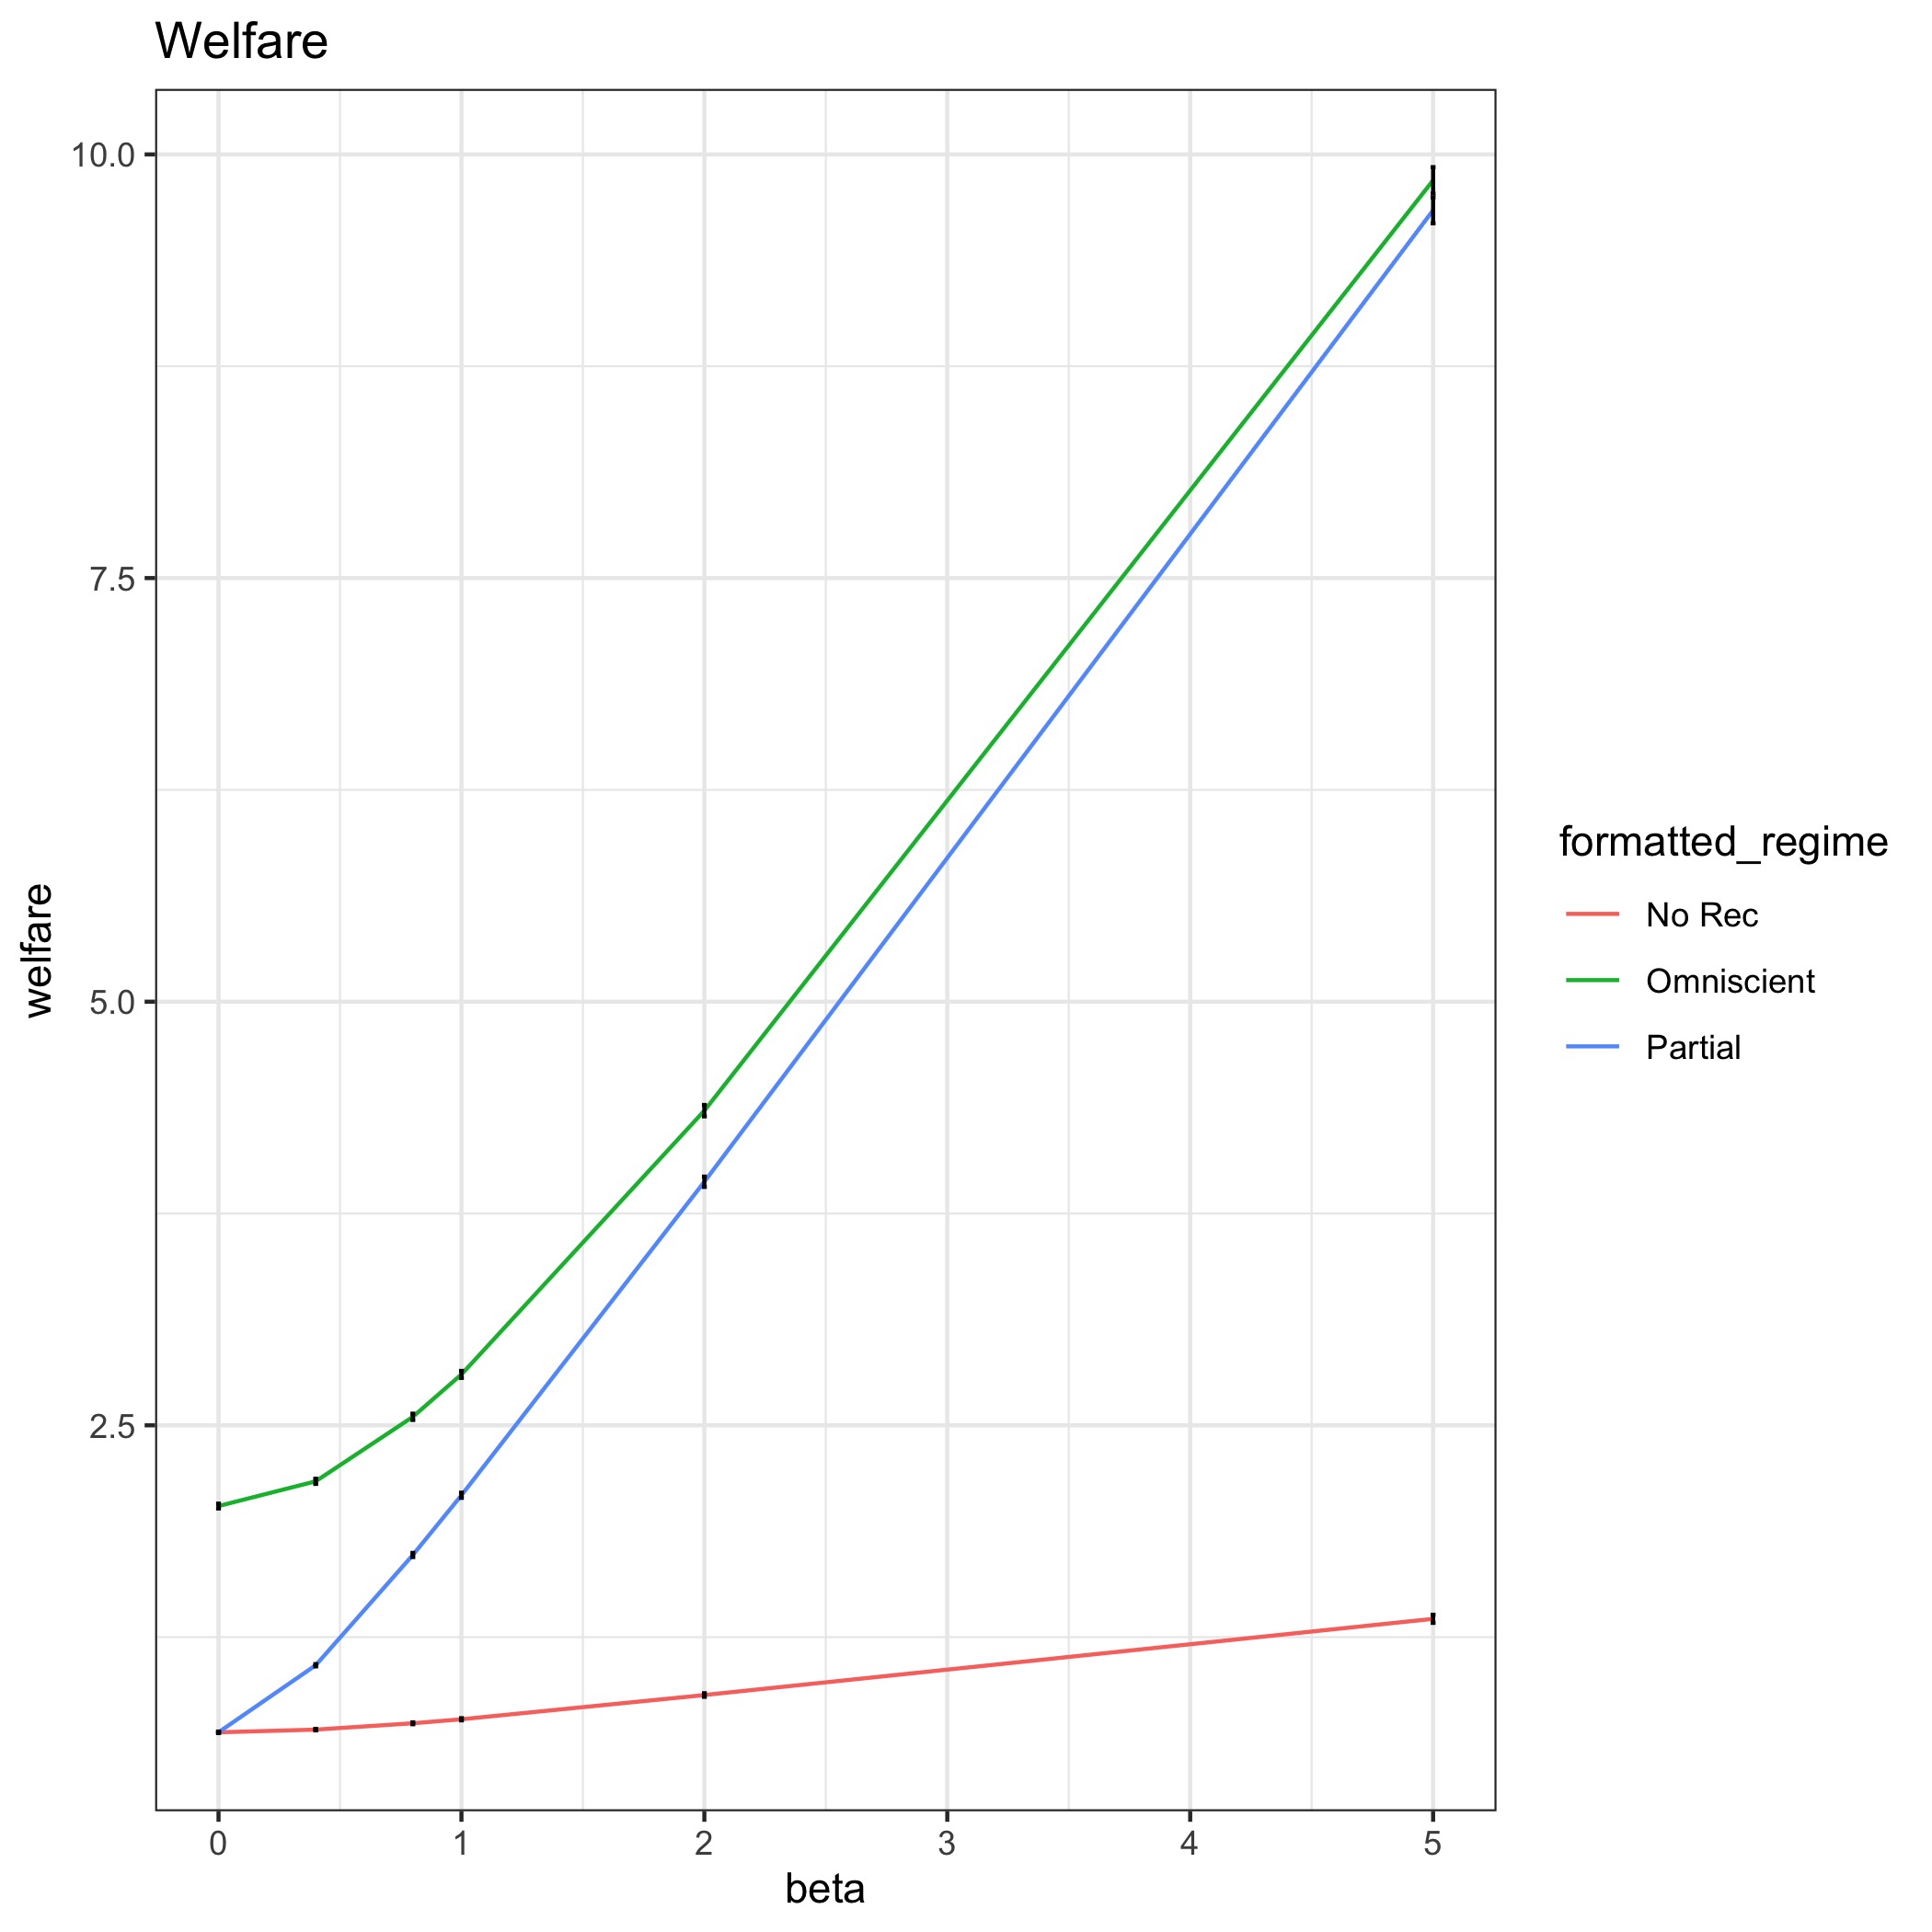 Welfare
10.0
7.5
5.0
2.5
welfare
0 1 2 3 4 5
beta
formatted_regime
No Rec
Omniscient
Partial